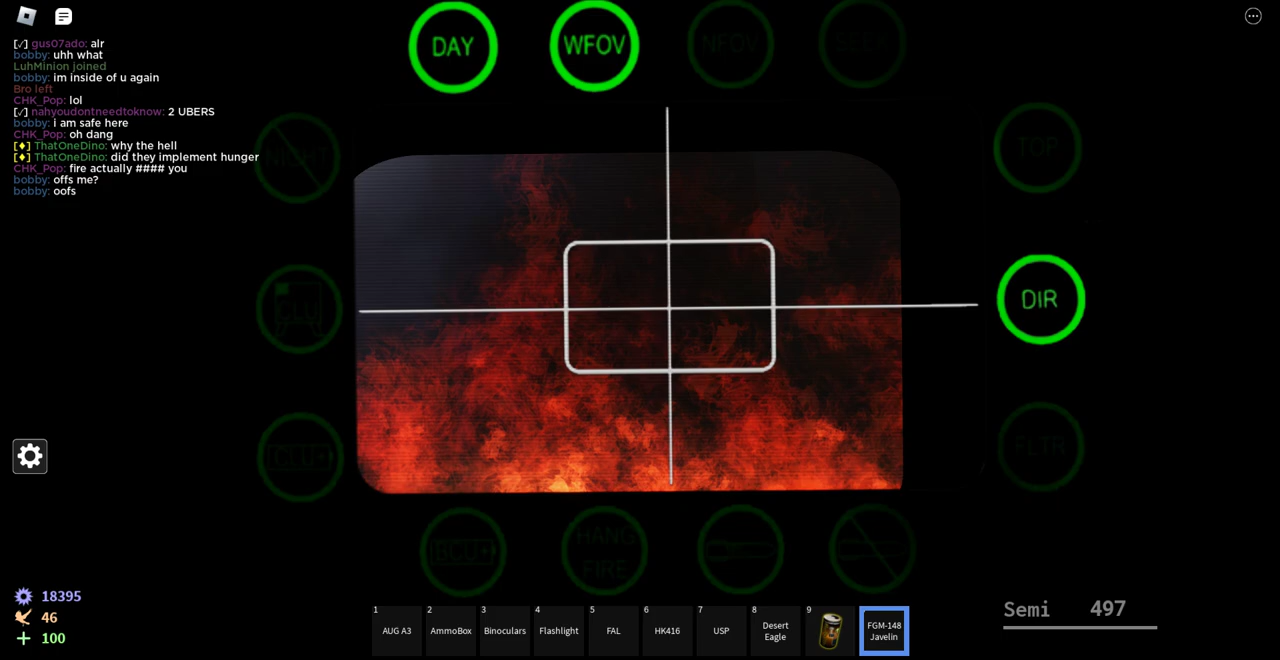 [✓] gus07ado: alr
bobby: uhh what
LuhMinion joined
bobby: im inside of u again
Bro left
CHK_Pop: lol
[✓] nahyoudontneedtoknow: 2 UBERS
bobby: i am safe here
CHK_Pop: oh dang
[♦] ThatOneDino: why the hell
[♦] ThatOneDino: did they implement hunger
CHK_Pop: fire actually #### you
bobby: offs me?
bobby: oofs
DAY
WFOV
NFOV
SEEK
NIGHT
TOP
CLU
DIR
FLTR
HANG
FIRE
18395
46
100
1
AUG A3
2
AmmoBox
3
Binoculars
4
Flashlight
5
FAL
6
HK416
7
USP
8
Desert
Eagle
9
FGM-148
Javelin
Semi 497